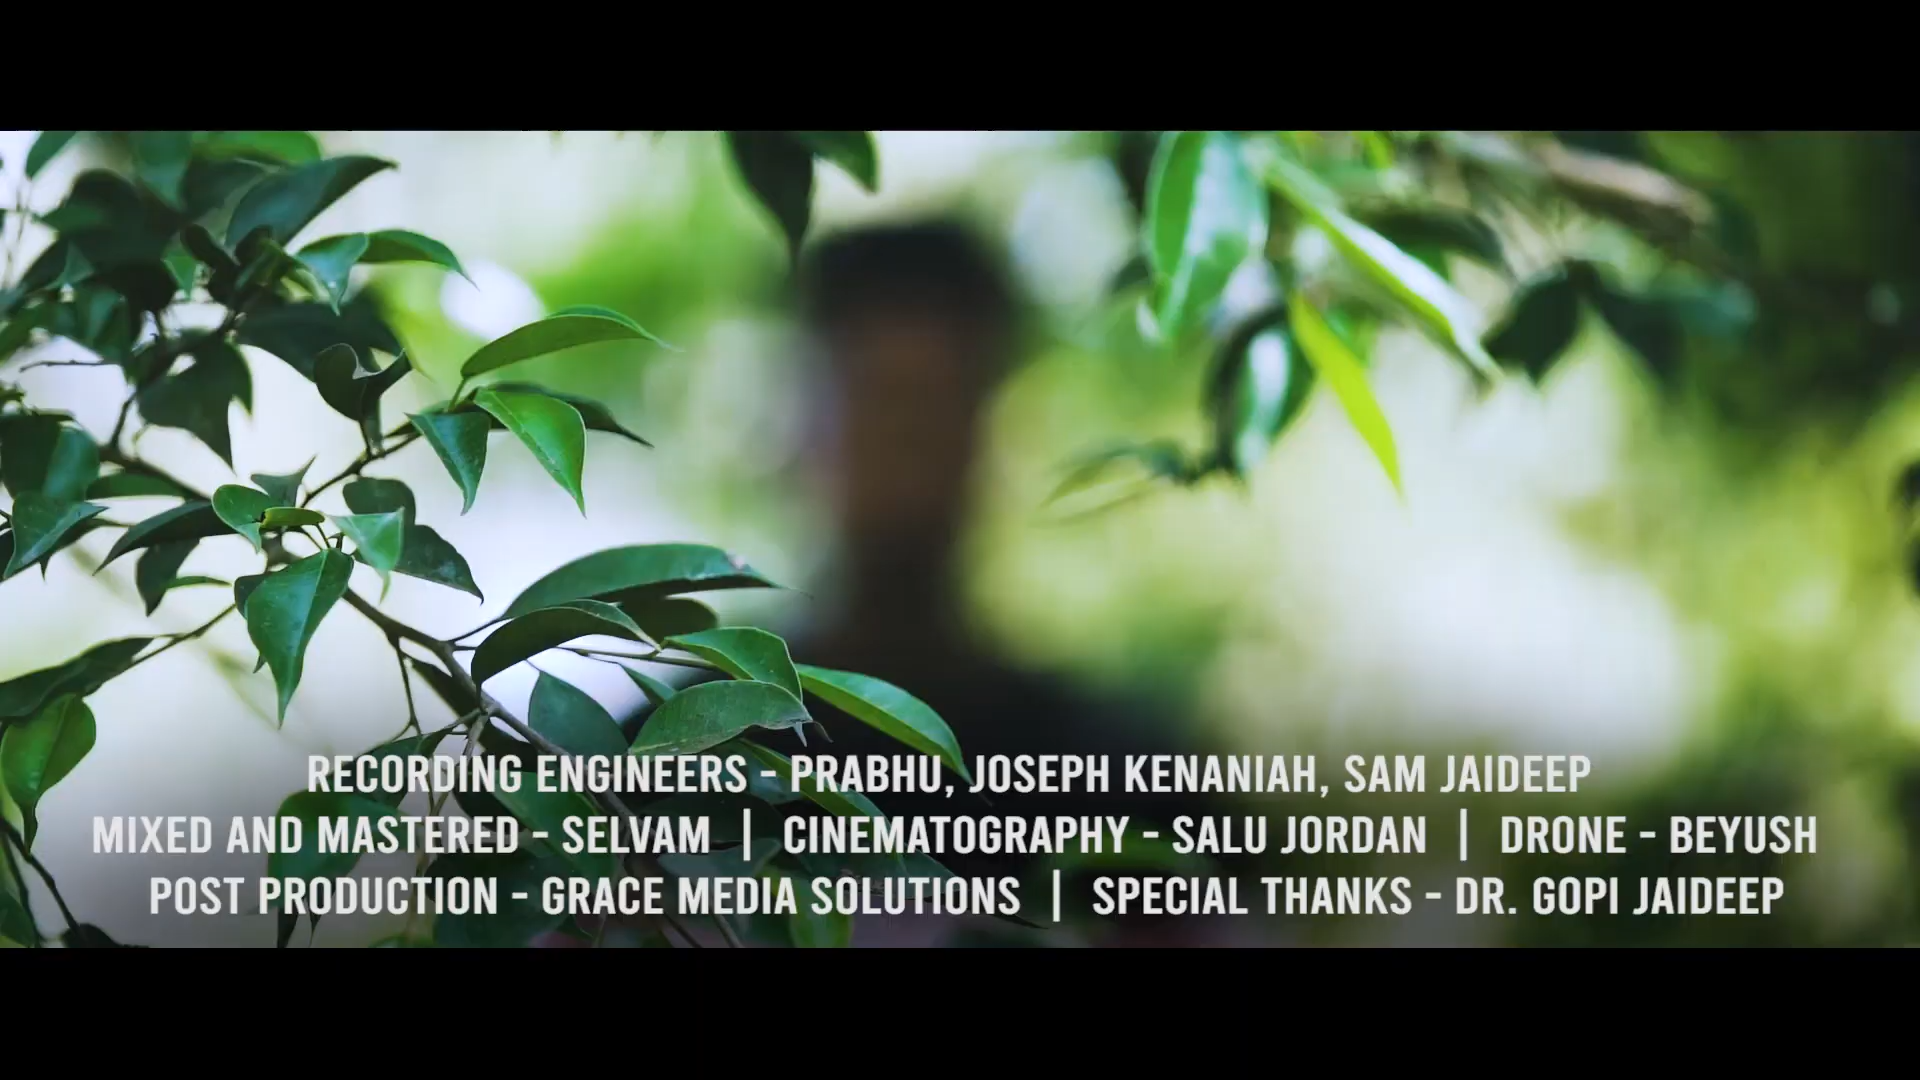 RECORDING ENGINEERS - PRABHU, JOSEPH KENANIAH, SAM JAIDEEP
MIXED AND MASTERED - SELVAM | CINEMATOGRAPHY - SALU JORDAN | DRONE - BEYUSH
POST PRODUCTION - GRACE MEDIA SOLUTIONS | SPECIAL THANKS - DR. GOPI JAIDEEP